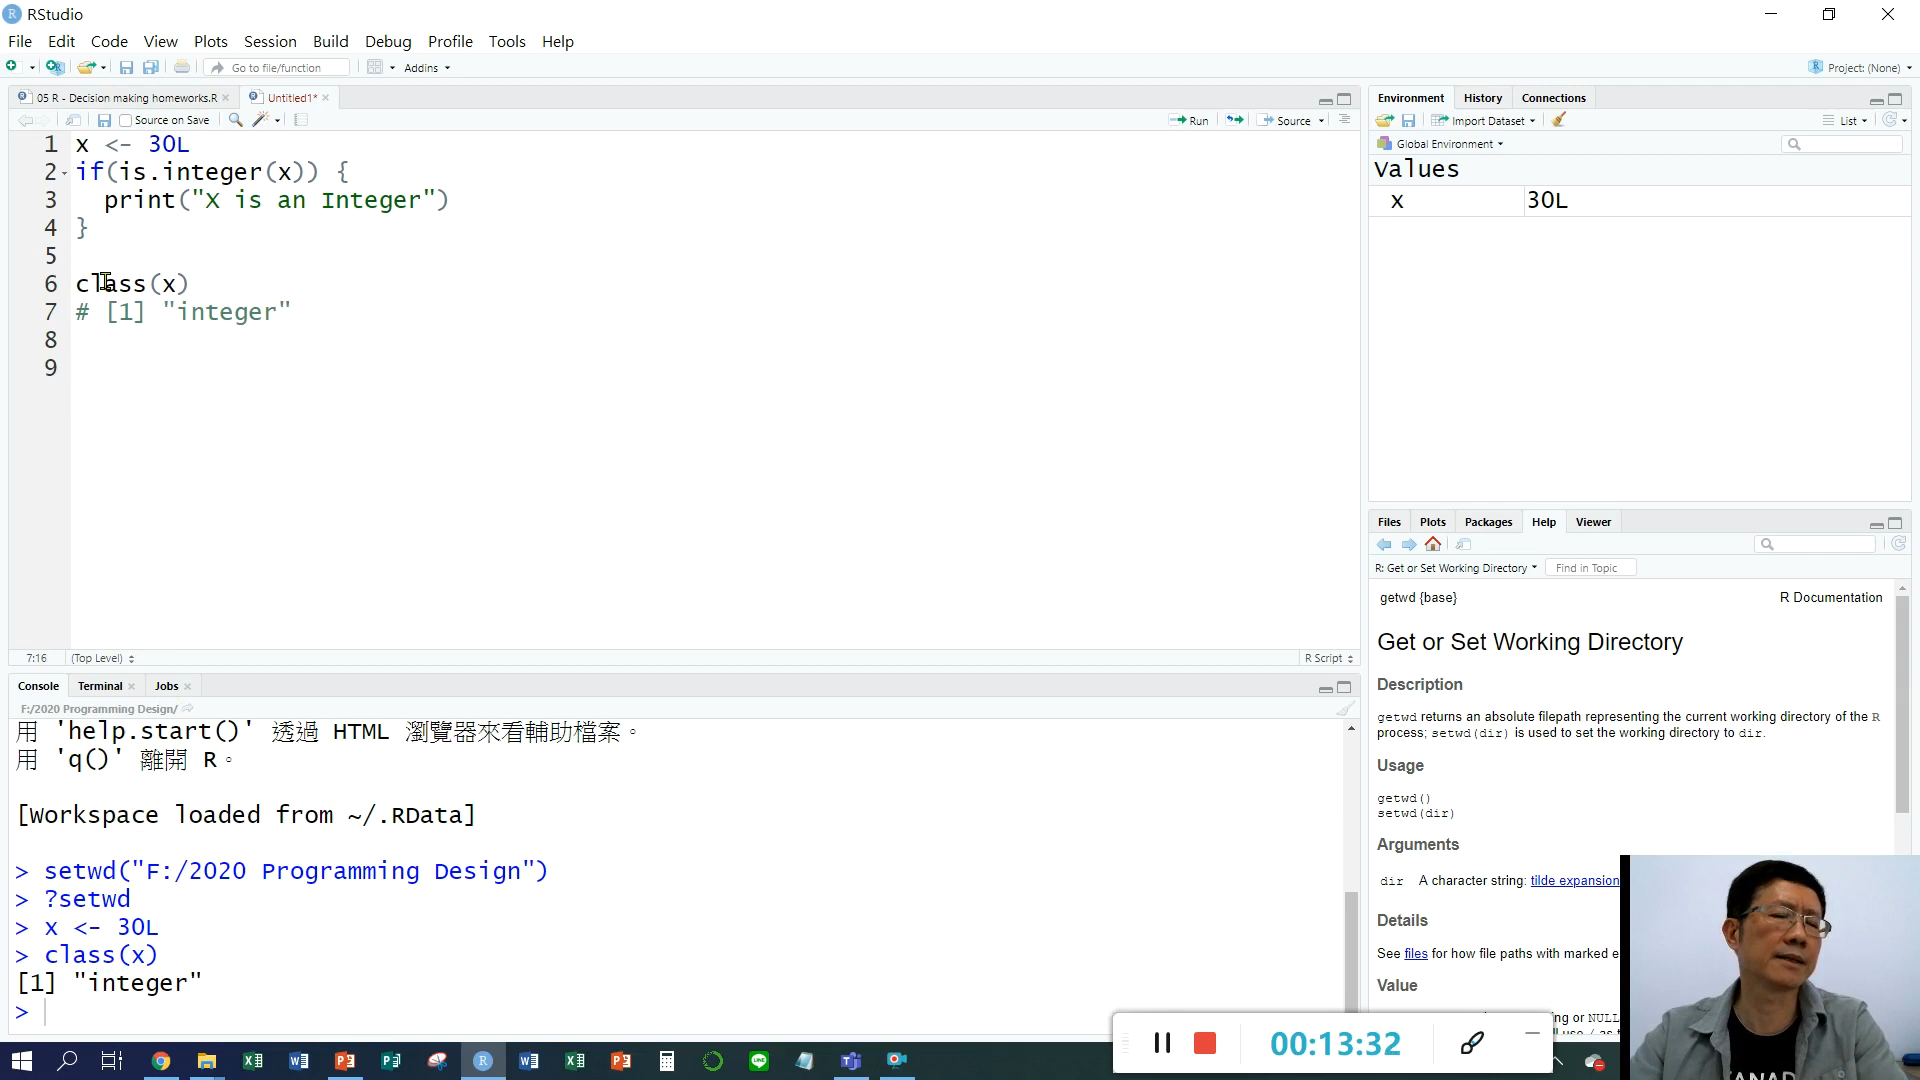 RStudio
File Edit Code View Plots Session Build Debug Profile Tools Help
Go to file/function Addins Project: (None)
05 R - Decision making homeworks.R Untitled1*
Source on Save Run Source
1 x <- 30L
2 if(is.integer(x)) {
3 print("X is an Integer")
4 }
5
6 class(x)
7 # [1] "integer"
8
9
7:16 (Top Level) R Script
Console Terminal Jobs
F:/2020 Programming Design/
用 'help.start()' 透過 HTML 瀏覽器來看輔助檔案。
用 'q()' 離開 R。
[Workspace loaded from ~/.RData]
> setwd("F:/2020 Programming Design")
> ?setwd
> x <- 30L
> class(x)
[1] "integer"
>
Environment History Connections
Import Dataset List
Global Environment
Values
x 30L
Files Plots Packages Help Viewer
R: Get or Set Working Directory Find in Topic
getwd {base} R Documentation
Get or Set Working Directory
Description
getwd returns an absolute filepath representing the current working directory of the R
process; setwd(dir) is used to set the working directory to dir.
Usage
getwd()
setwd(dir)
Arguments
dir A character string: tilde expansion
Details
See files for how file paths with marked e
Value
ing or NULL
00:13:32